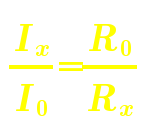 I_x / I_0 = R_0 / R_x